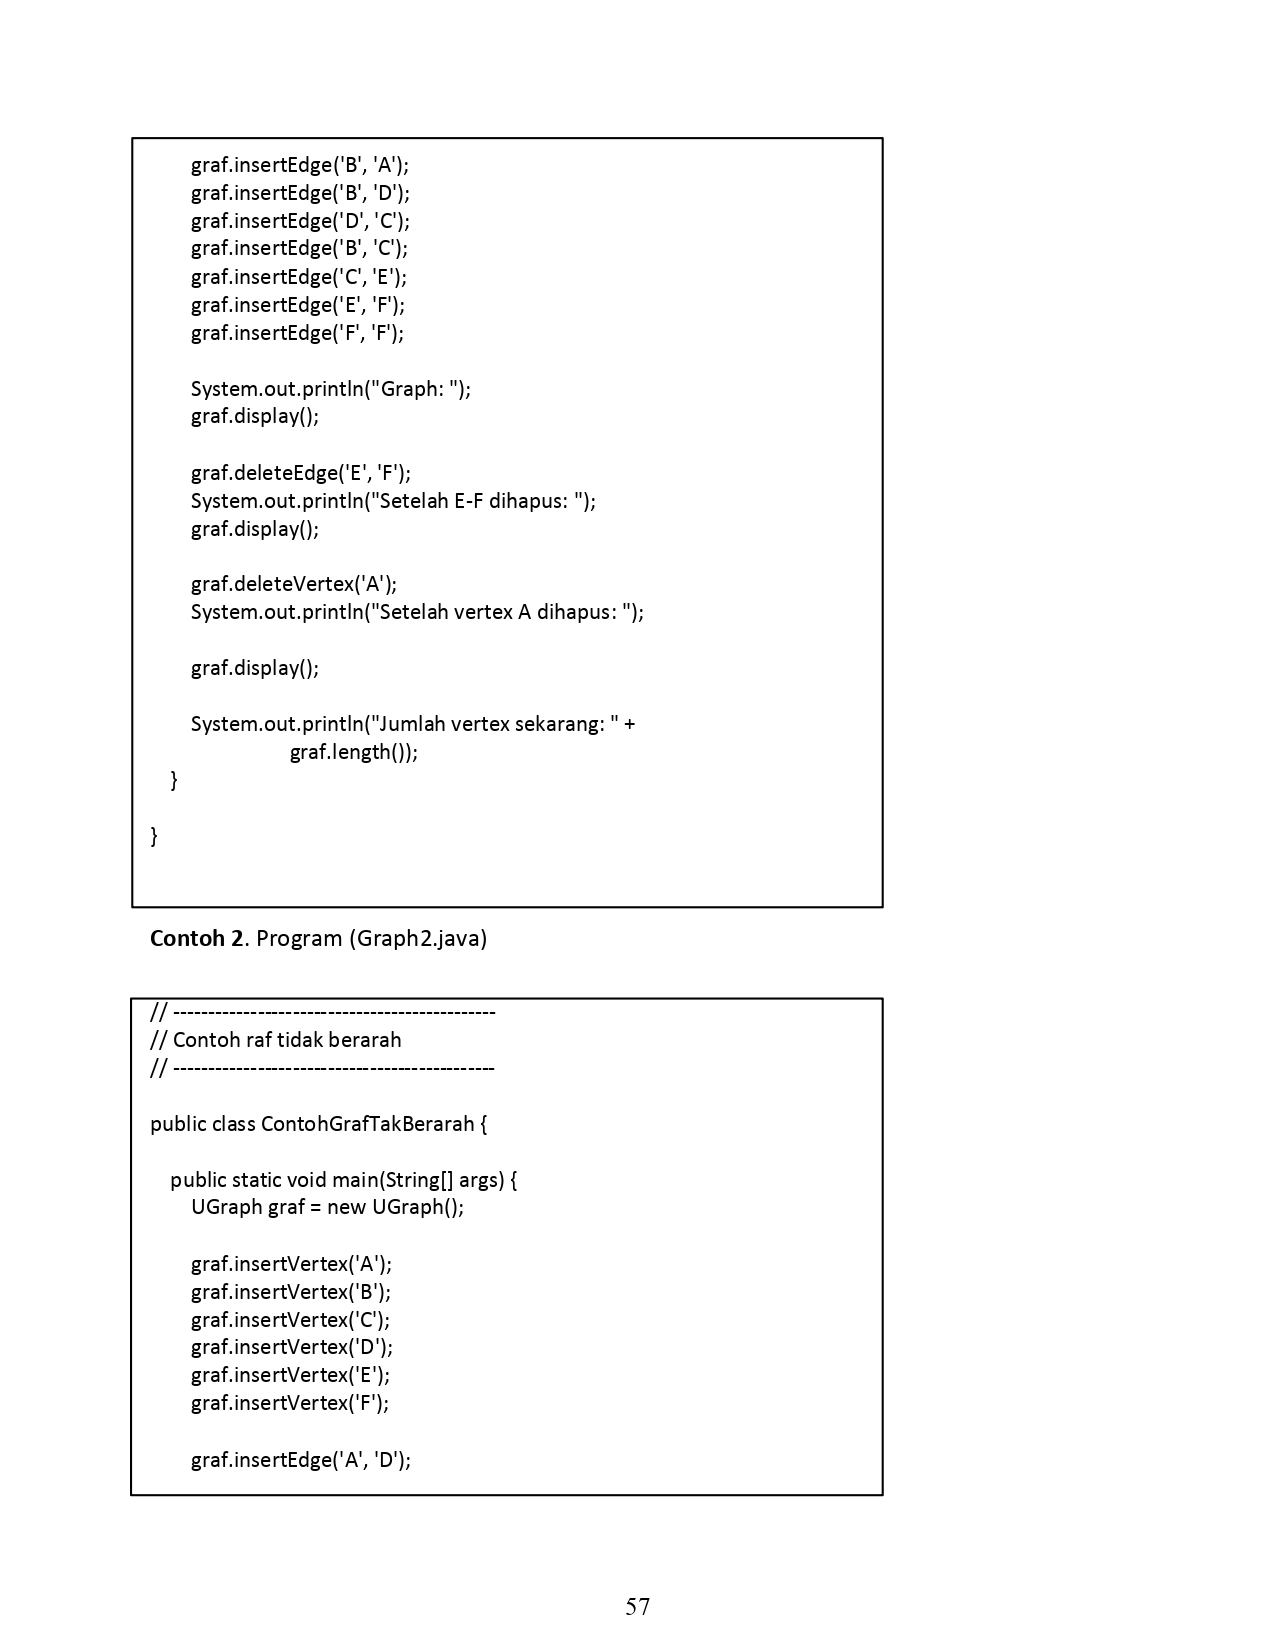 graf.insertEdge('B', 'A');
graf.insertEdge('B', 'D');
graf.insertEdge('D', 'C');
graf.insertEdge('B', 'C');
graf.insertEdge('C', 'E');
graf.insertEdge('E', 'F');
graf.insertEdge('F', 'F');
System.out.println("Graph: ");
graf.display();
graf.deleteEdge('E', 'F');
System.out.println("Setelah E-F dihapus: ");
graf.display();
graf.deleteVertex('A');
System.out.println("Setelah vertex A dihapus: ");
graf.display();
System.out.println("Jumlah vertex sekarang: " +
graf.length());
}
}
Contoh 2. Program (Graph2.java)
// ----------------------------------------------
// Contoh raf tidak berarah
// ----------------------------------------------
public class ContohGrafTakBerarah {
public static void main(String[] args) {
UGraph graf = new UGraph();
graf.insertVertex('A');
graf.insertVertex('B');
graf.insertVertex('C');
graf.insertVertex('D');
graf.insertVertex('E');
graf.insertVertex('F');
graf.insertEdge('A', 'D');
57